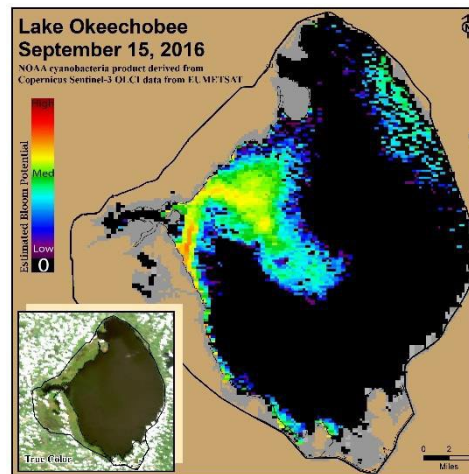 Lake Okeechobee
September 15, 2016
NOAA cyanobacteria product derived from
Copernicus Sentinel-3 OLCI data from EUMETSAT
High
Estimated Bloom Potential
Med
Low
0
True Color
0 2
Miles